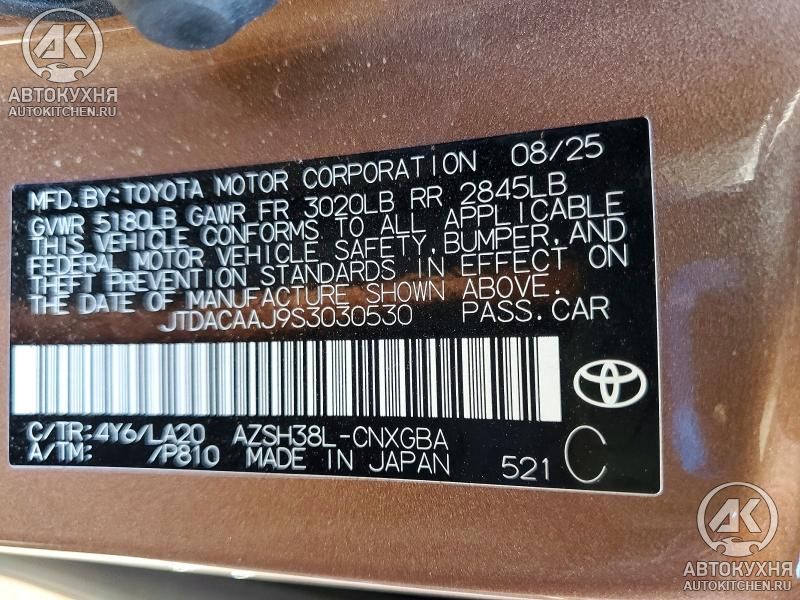 АК
АВТОКУХНЯ
AUTOKITCHEN.RU
MFD.BY:TOYOTA MOTOR CORPORATION 08/25
GVWR 5180LB GAWR FR 3020LB RR 2845LB
THIS VEHICLE CONFORMS TO ALL APPLICABLE
FEDERAL MOTOR VEHICLE SAFETY,BUMPER,AND
THEFT PREVENTION STANDARDS IN EFFECT ON
THE DATE OF MANUFACTURE SHOWN ABOVE.
JTDACAAJ9S3030530 PASS.CAR
C/TR:4Y6/LA20 AZSH38L-CNXGBA
A/TM: /P810 MADE IN JAPAN 521 C
АК
АВТОКУХНЯ
AUTOKITCHEN.RU